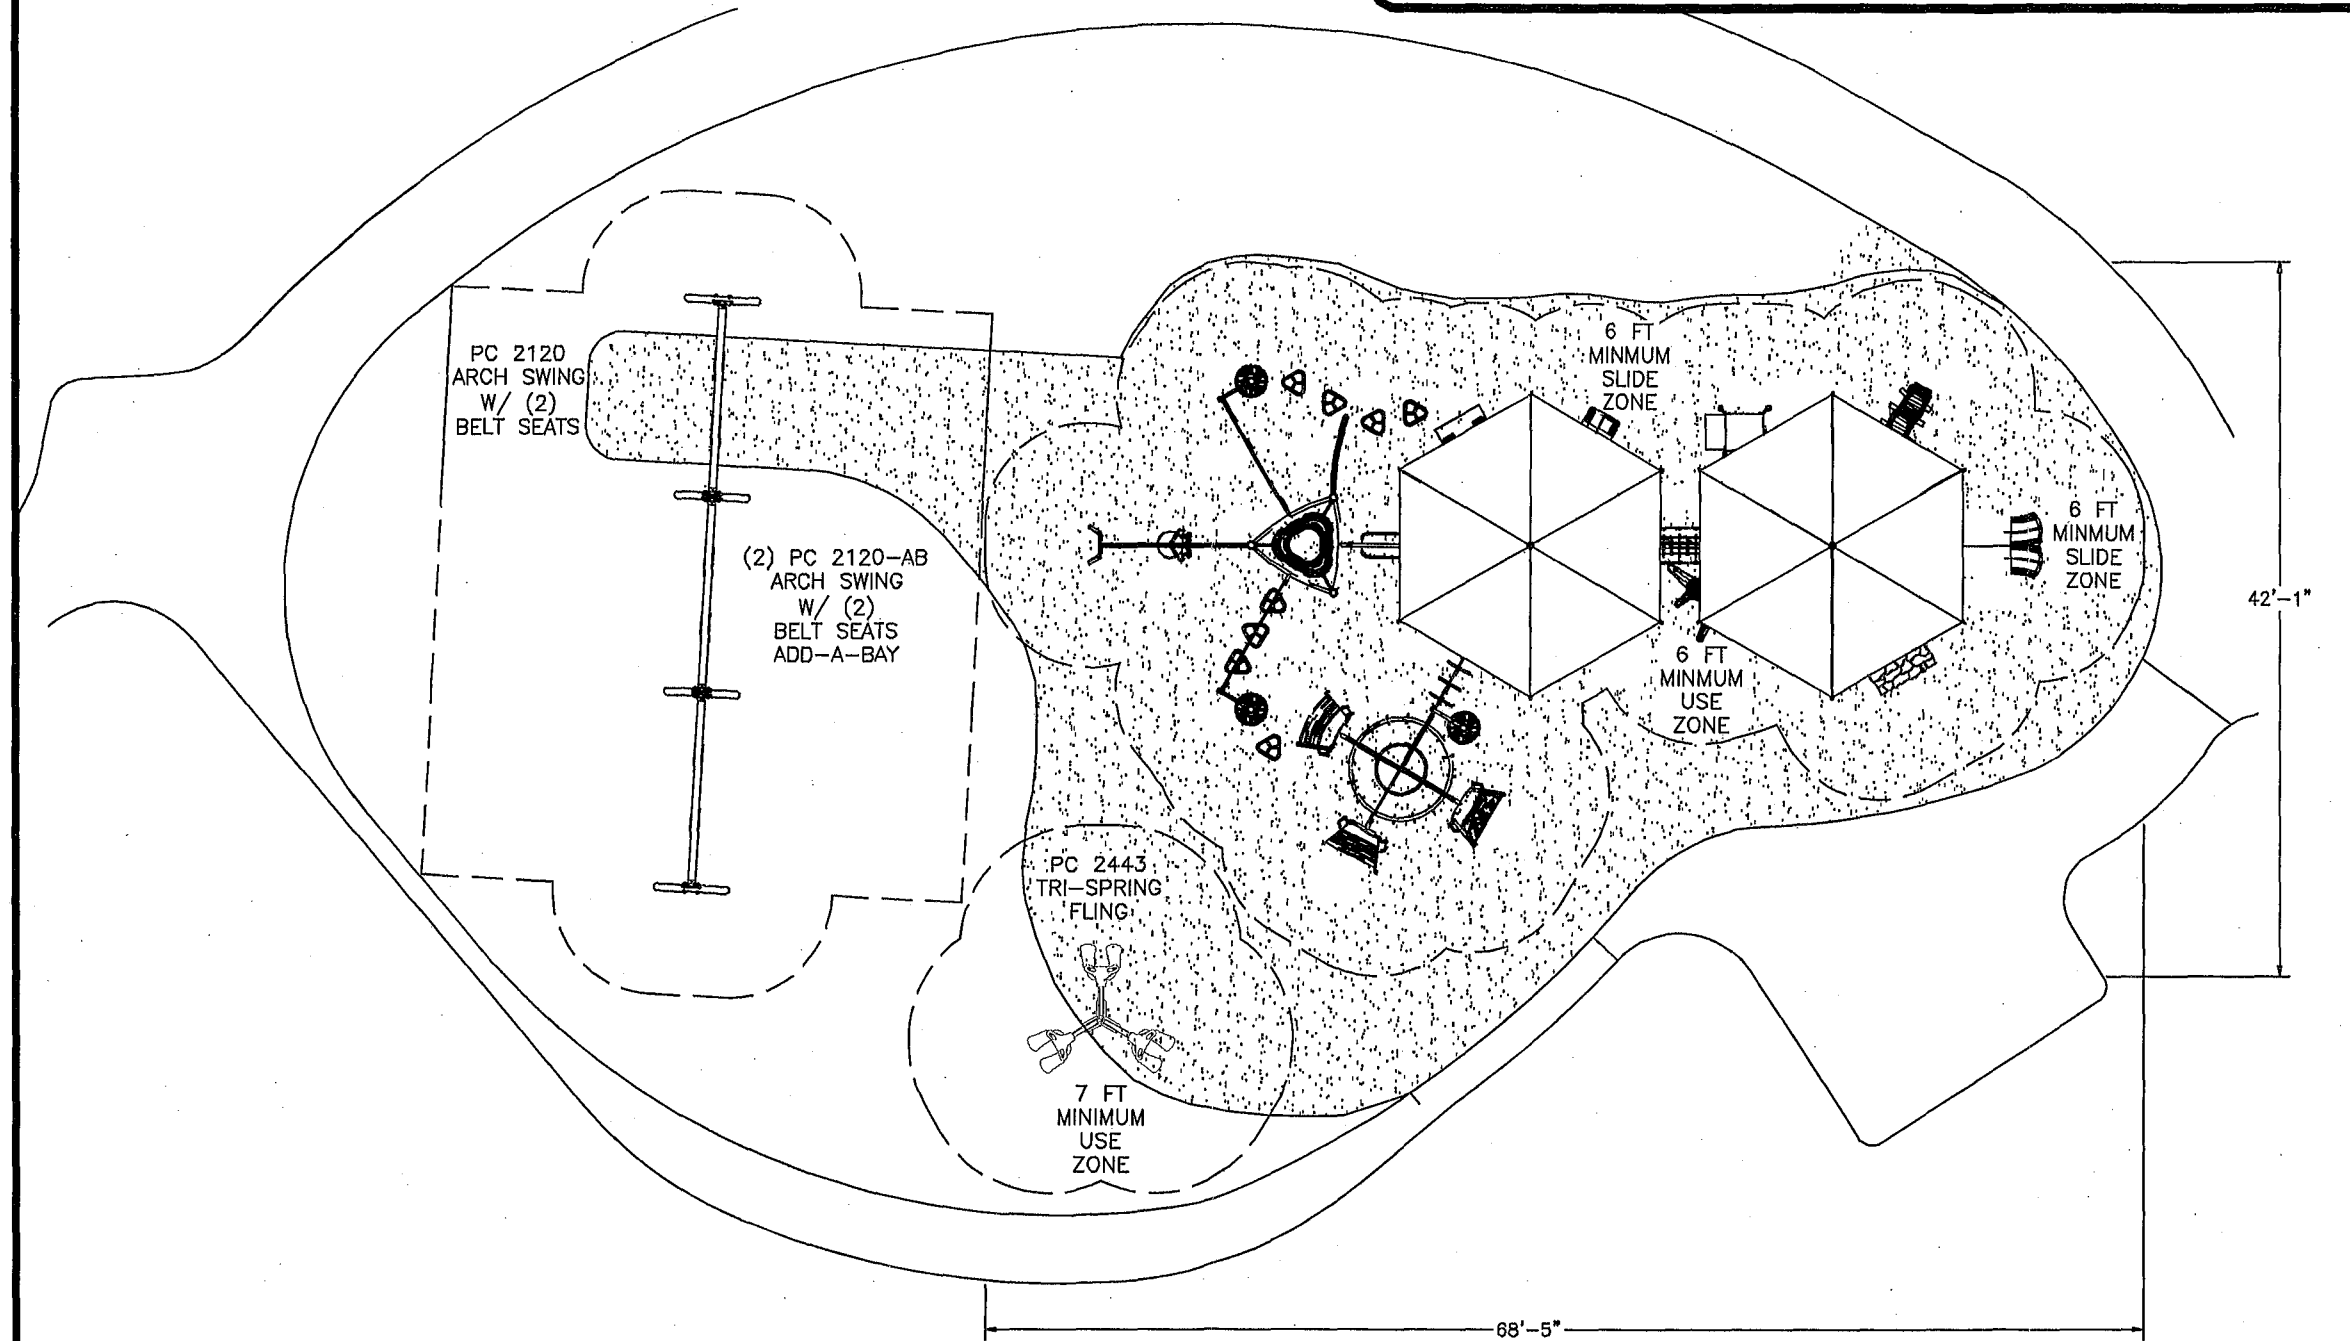 6 FT
MINMUM
SLIDE
ZONE
PC 2120
ARCH SWING
W/ (2)
BELT SEATS
6 FT
MINMUM
SLIDE
ZONE
(2) PC 2120-AB
ARCH SWING
W/ (2)
BELT SEATS
ADD-A-BAY
42'-1"
6 FT
MINMUM
USE
ZONE
PC 2443
TRI-SPRING
FLING
7 FT
MINIMUM
USE
ZONE
68'-5"